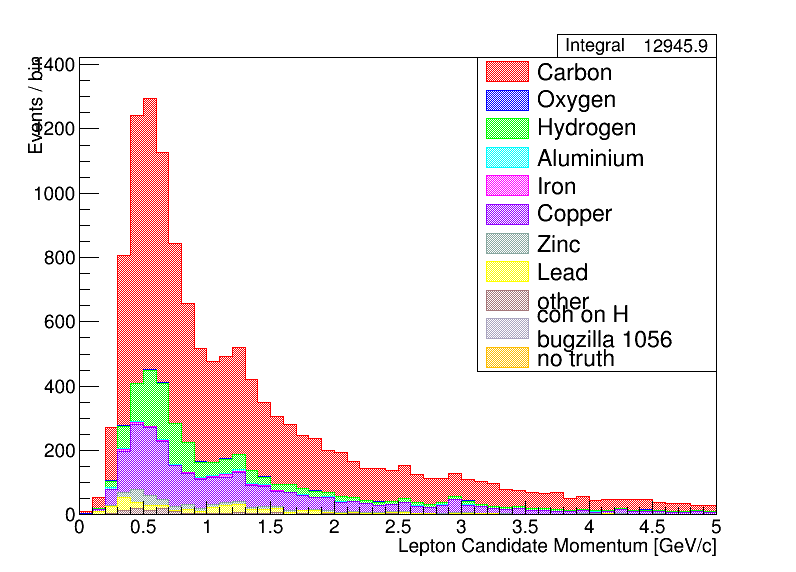 Integral 12945.9
Events / bin
1400
1200
1000
800
600
400
200
0
Carbon
Oxygen
Hydrogen
Aluminium
Iron
Copper
Zinc
Lead
other
coh on H
bugzilla 1056
no truth
0 0.5 1 1.5 2 2.5 3 3.5 4 4.5 5
Lepton Candidate Momentum [GeV/c]